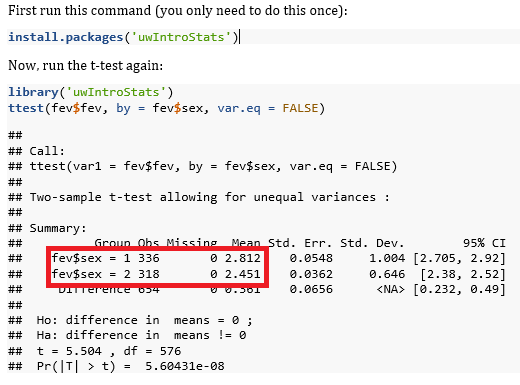 First run this command (you only need to do this once):
install.packages('uwIntroStats')
Now, run the t-test again:
library('uwIntroStats')
ttest(fev$fev, by = fev$sex, var.eq = FALSE)
##
## Call:
## ttest(var1 = fev$fev, by = fev$sex, var.eq = FALSE)
##
## Two-sample t-test allowing for unequal variances :
##
## Summary:
## Group Obs Missing Mean Std. Err. Std. Dev. 95% CI
## fev$sex = 1 336 0 2.812 0.0548 1.004 [2.705, 2.92]
## fev$sex = 2 318 0 2.451 0.0362 0.646 [2.38, 2.52]
## Difference 654 0 0.361 0.0656 <NA> [0.232, 0.49]
##
## Ho: difference in means = 0 ;
## Ha: difference in means != 0
## t = 5.504 , df = 576
## Pr(|T| > t) = 5.60431e-08